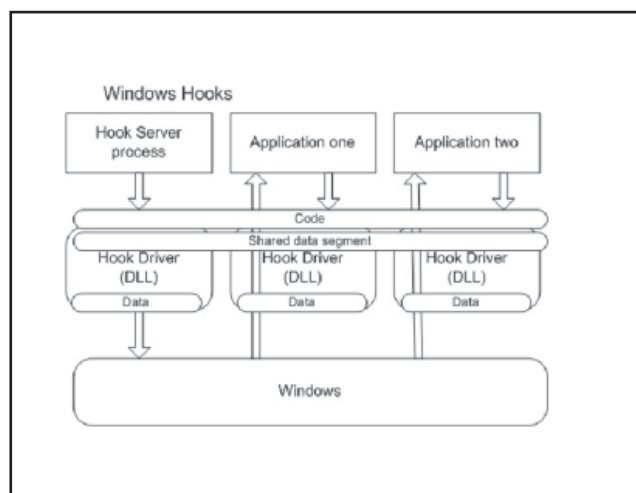 Windows Hooks
Hook Server
process
Application one
Application two
Code
Shared data segment
Hook Driver
(DLL)
Hook Driver
(DLL)
Hook Driver
(DLL)
Data
Data
Data
Windows